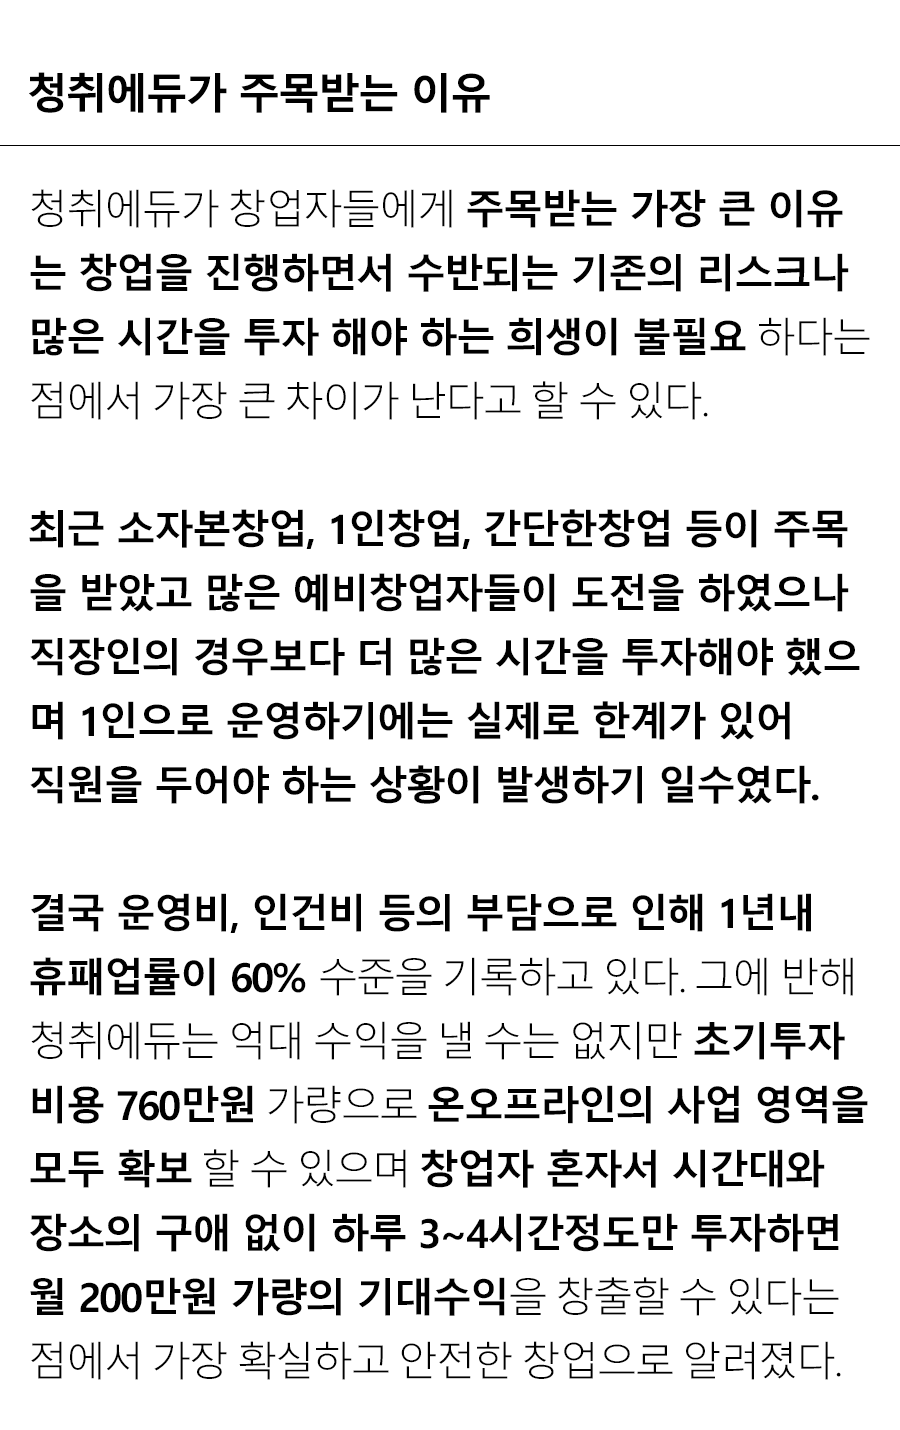 청취에듀가 주목받는 이유
청취에듀가 창업자들에게 주목받는 가장 큰 이유
는 창업을 진행하면서 수반되는 기존의 리스크나
많은 시간을 투자 해야 하는 희생이 불필요 하다는
점에서 가장 큰 차이가 난다고 할 수 있다.
최근 소자본창업, 1인창업, 간단한창업 등이 주목
을 받았고 많은 예비창업자들이 도전을 하였으나
직장인의 경우보다 더 많은 시간을 투자해야 했으
며 1인으로 운영하기에는 실제로 한계가 있어
직원을 두어야 하는 상황이 발생하기 일수였다.
결국 운영비, 인건비 등의 부담으로 인해 1년내
휴패업률이 60% 수준을 기록하고 있다. 그에 반해
청취에듀는 억대 수익을 낼 수는 없지만 초기투자
비용 760만원 가량으로 온오프라인의 사업 영역을
모두 확보 할 수 있으며 창업자 혼자서 시간대와
장소의 구애 없이 하루 3~4시간정도만 투자하면
월 200만원 가량의 기대수익을 창출할 수 있다는
점에서 가장 확실하고 안전한 창업으로 알려졌다.